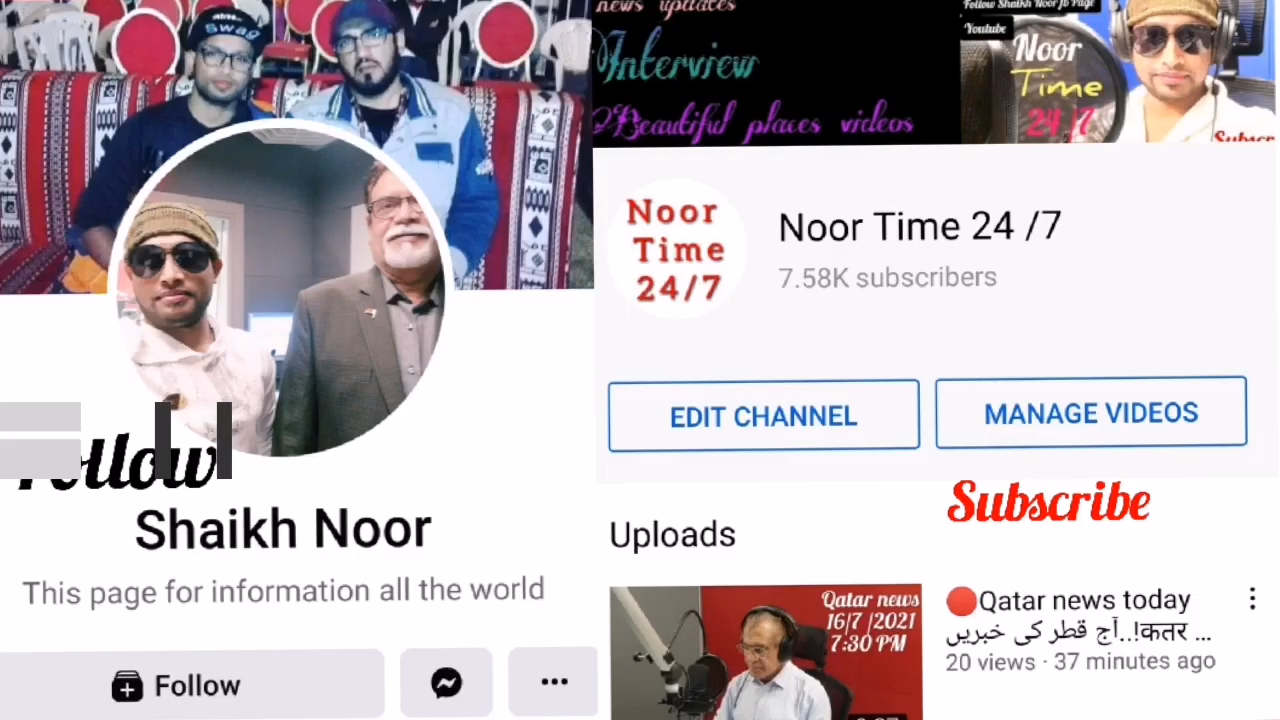 Swag
Follow
Shaikh Noor
This page for information all the world
Follow
news updates
Interview
Beautiful places videos
Follow Shaikh Noor fb Page
Youtube
Noor
Time
24/7
Noor
Time
24/7
Noor Time 24 /7
7.58K subscribers
EDIT CHANNEL
MANAGE VIDEOS
Subscribe
Uploads
Qatar news
16/7 /2021
7:30 PM
🔴Qatar news today
آج قطر کی خبریں..!कतर ...
20 views · 37 minutes ago